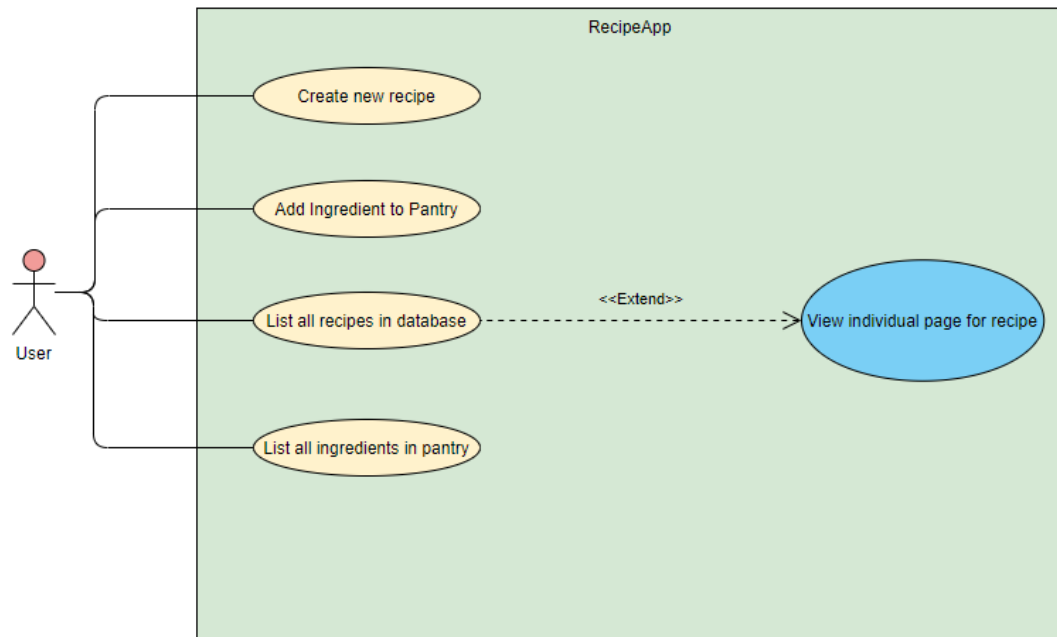 RecipeApp
Create new recipe
Add Ingredient to Pantry
<<Extend>>
List all recipes in database
View individual page for recipe
User
List all ingredients in pantry